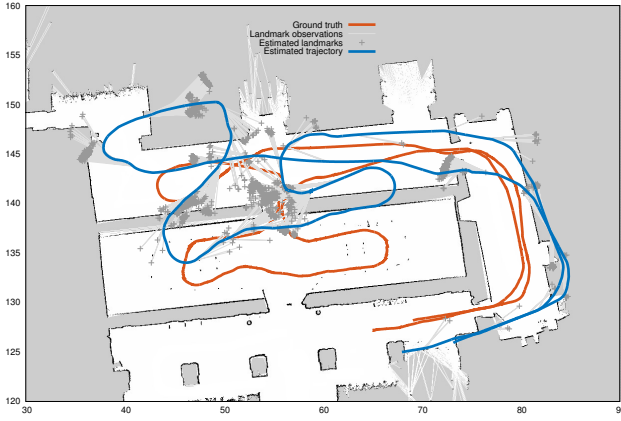 160
155
150
145
140
135
130
125
120
Ground truth
Landmark observations
Estimated landmarks
Estimated trajectory
30 40 50 60 70 80 9